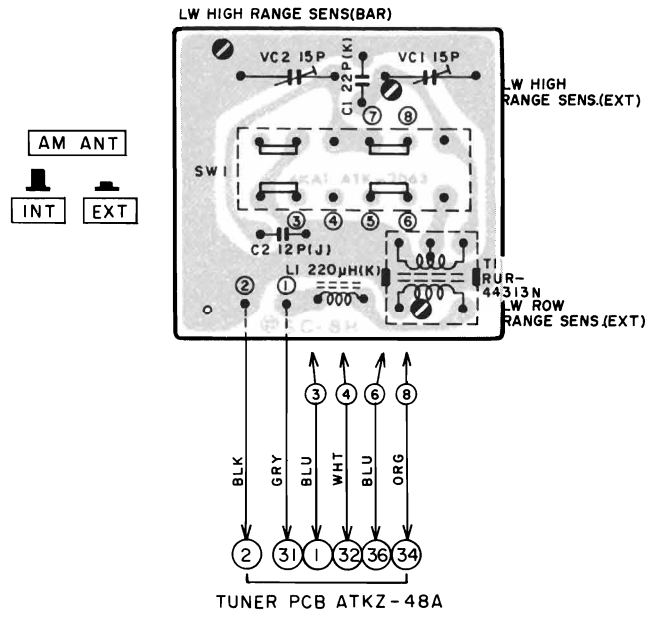 LW HIGH RANGE SENS(BAR)
VC2 15P
C1 22P(K)
VC1 15P
LW HIGH
RANGE SENS.(EXT)
7
8
AM ANT
INT
EXT
SW1
AKAI ATK-7063
3
4
5
6
C2 12P(J)
L1 220µH(K)
T1
RUR-
44313N
LW ROW
RANGE SENS.(EXT)
2
1
3
4
6
8
BLK
GRY
BLU
WHT
BLU
ORG
2
31
1
32
36
34
TUNER PCB ATKZ-48A